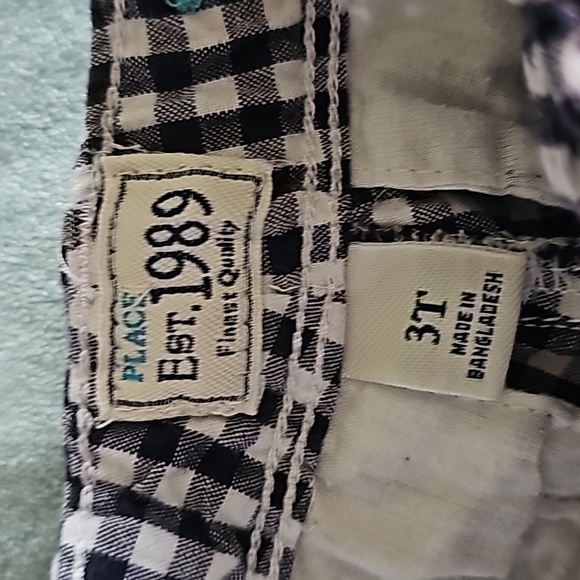 PLACE
EST. 1989
Finest Quality
3T
MADE IN
BANGLADESH